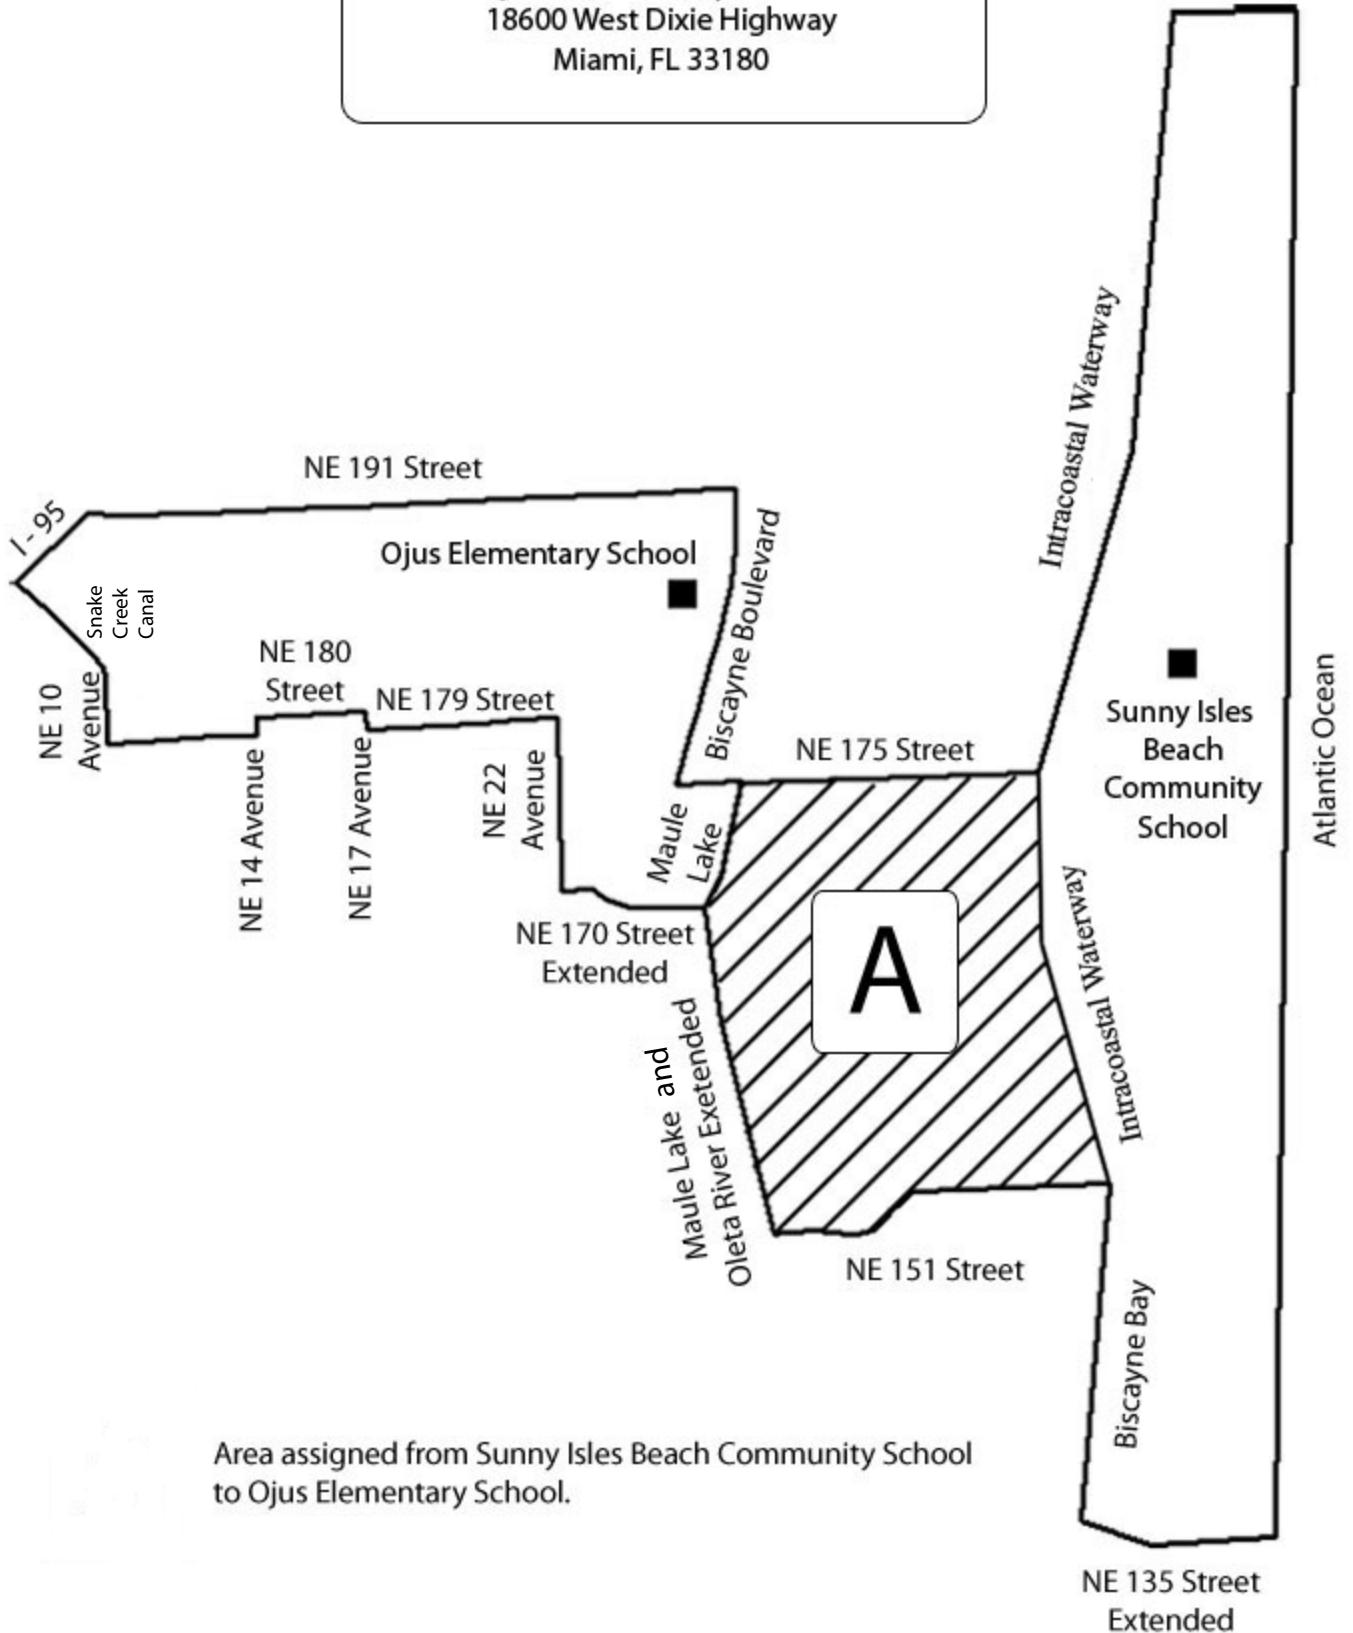 18600 West Dixie Highway
Miami, FL 33180
Intracoastal Waterway
NE 191 Street
I - 95
Ojus Elementary School
Biscayne Boulevard
Snake
Creek
Canal
NE 180
Street
NE 179 Street
NE 10
Avenue
NE 14 Avenue
NE 17 Avenue
NE 22
Avenue
NE 175 Street
Sunny Isles
Beach
Community
School
Atlantic Ocean
Maule
Lake
A
Intracoastal Waterway
NE 170 Street
Extended
Maule Lake and
Oleta River Exetended
NE 151 Street
Biscayne Bay
Area assigned from Sunny Isles Beach Community School
to Ojus Elementary School.
NE 135 Street
Extended